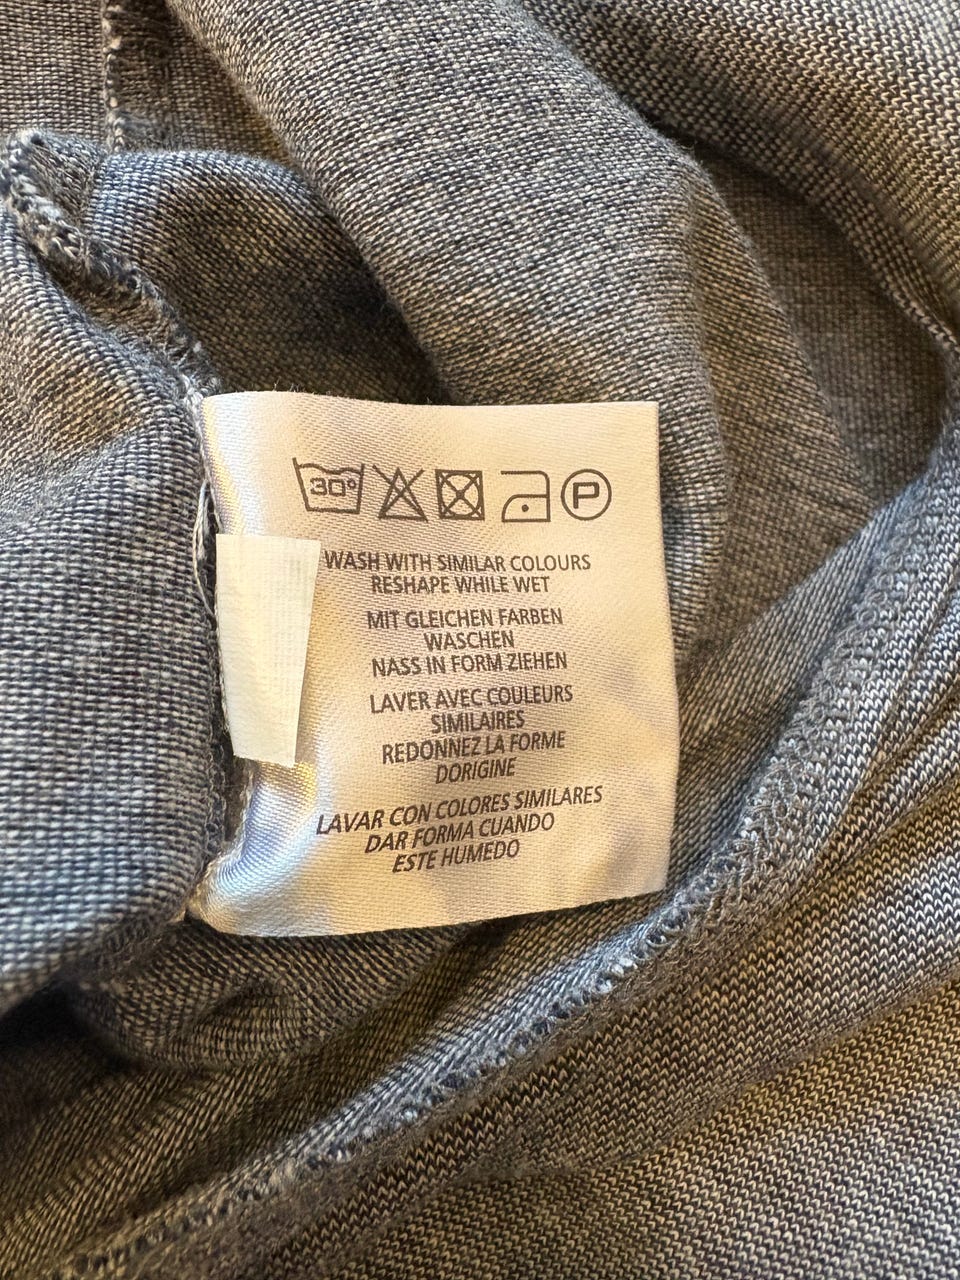 30° P
WASH WITH SIMILAR COLOURS
RESHAPE WHILE WET
MIT GLEICHEN FARBEN
WASCHEN
NASS IN FORM ZIEHEN
LAVER AVEC COULEURS
SIMILAIRES
REDONNEZ LA FORME
DORIGINE
LAVAR CON COLORES SIMILARES
DAR FORMA CUANDO
ESTE HUMEDO